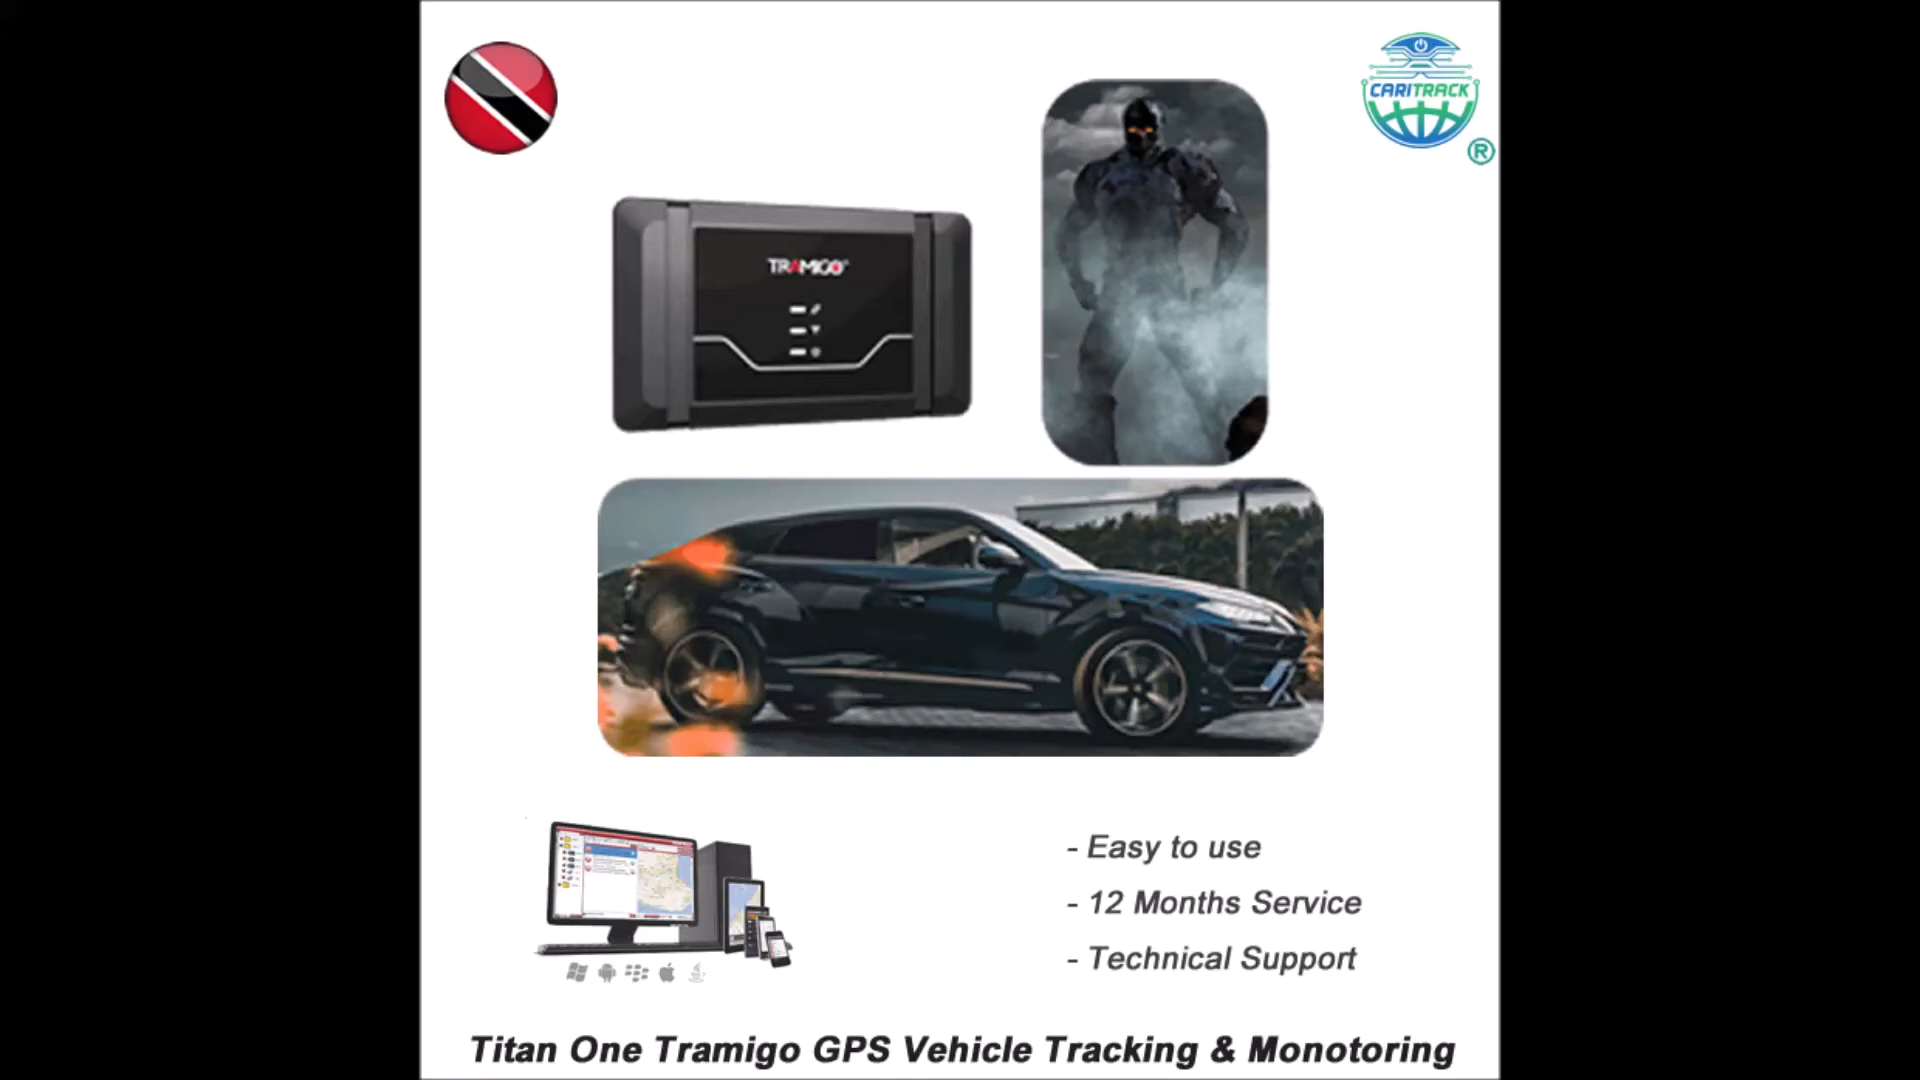 CARITRACK
®
TRAMIGO
- Easy to use
- 12 Months Service
- Technical Support
Titan One Tramigo GPS Vehicle Tracking & Monotoring